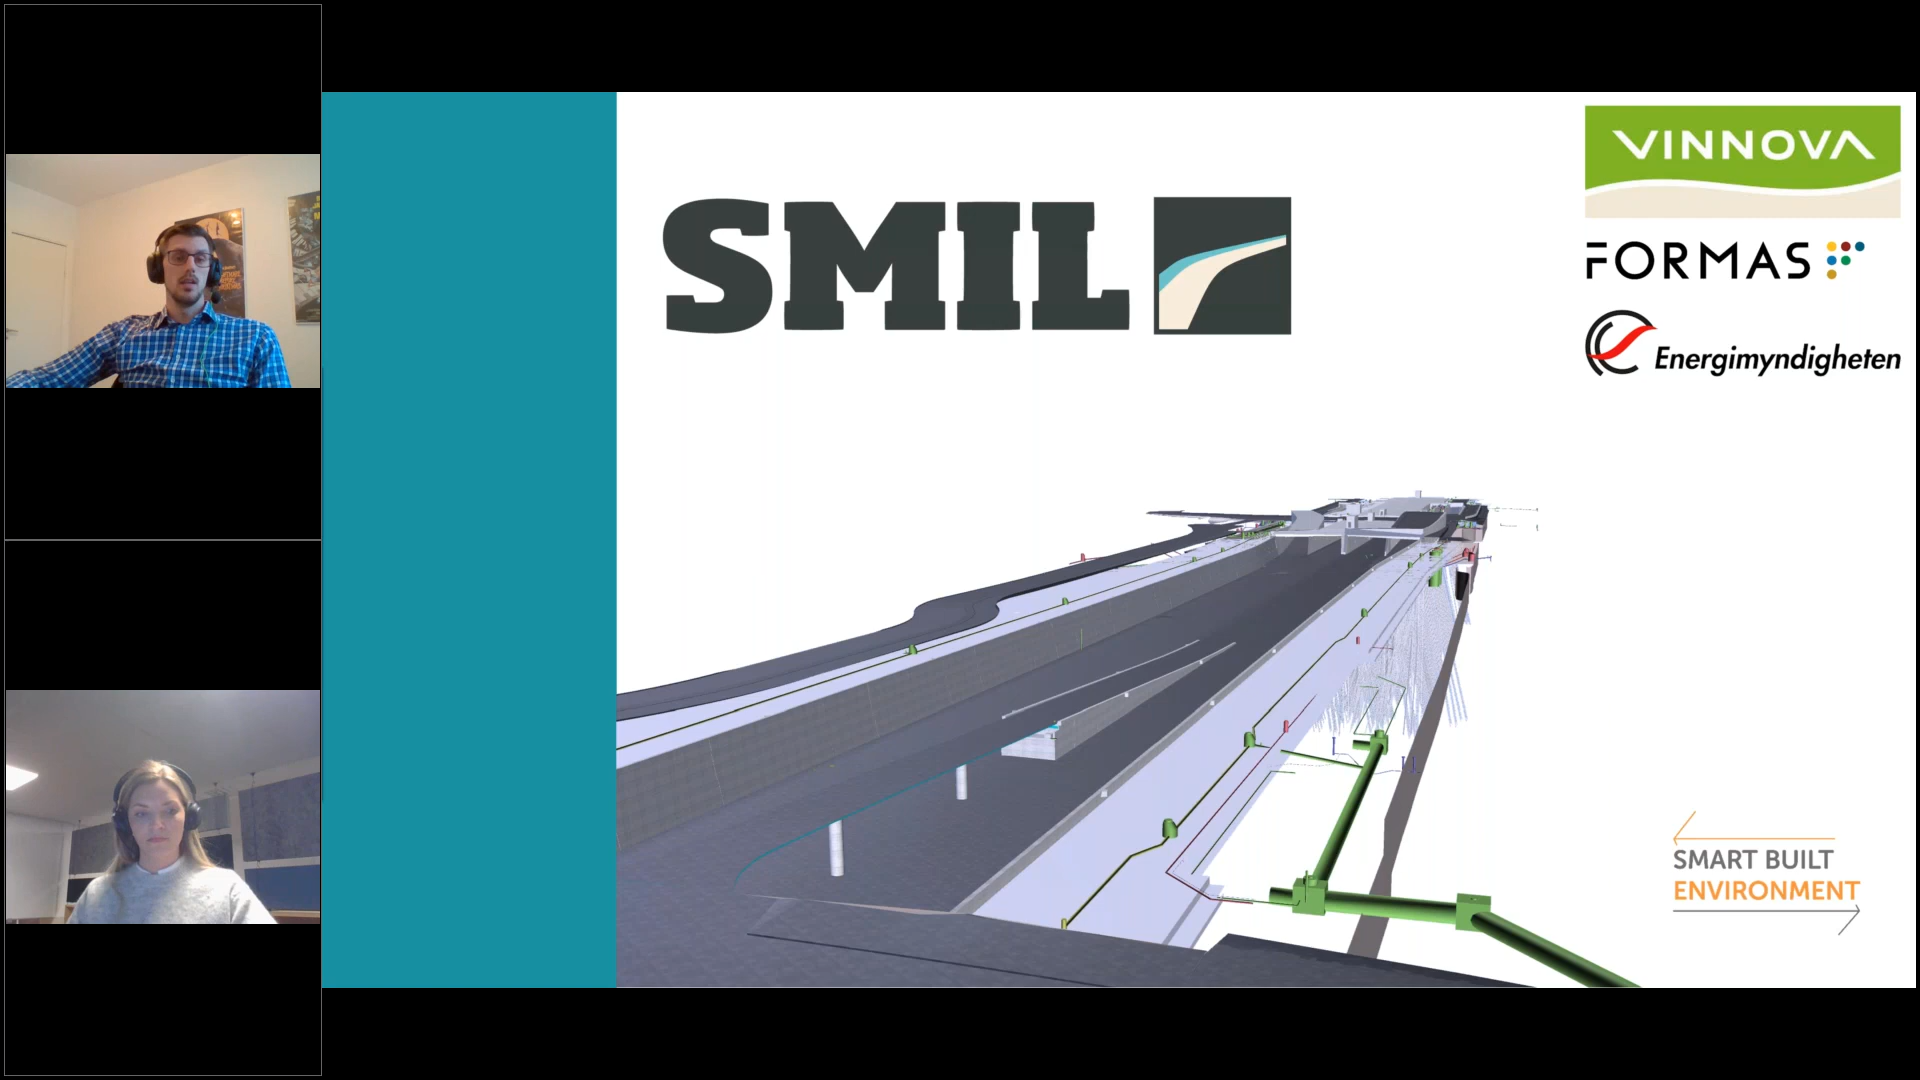 SMIL
VINNOVA
FORMAS
Energimyndigheten
SMART BUILT
ENVIRONMENT